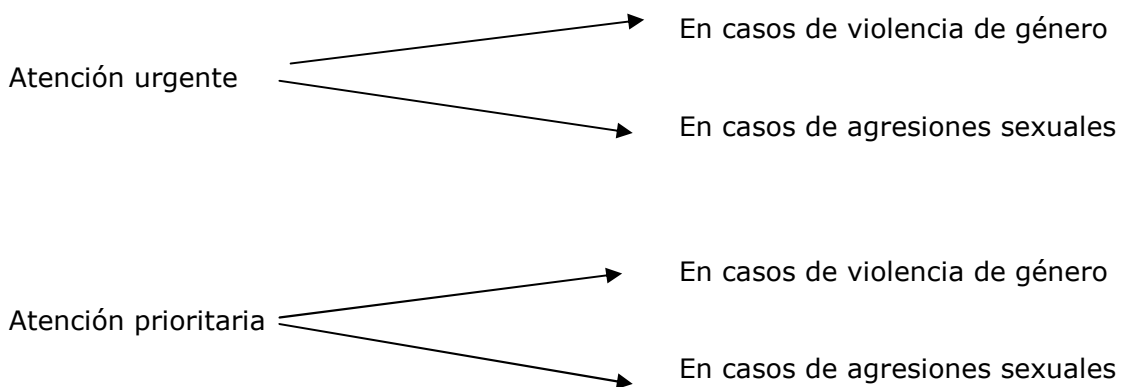 En casos de violencia de género
Atención urgente
En casos de agresiones sexuales
En casos de violencia de género
Atención prioritaria
En casos de agresiones sexuales